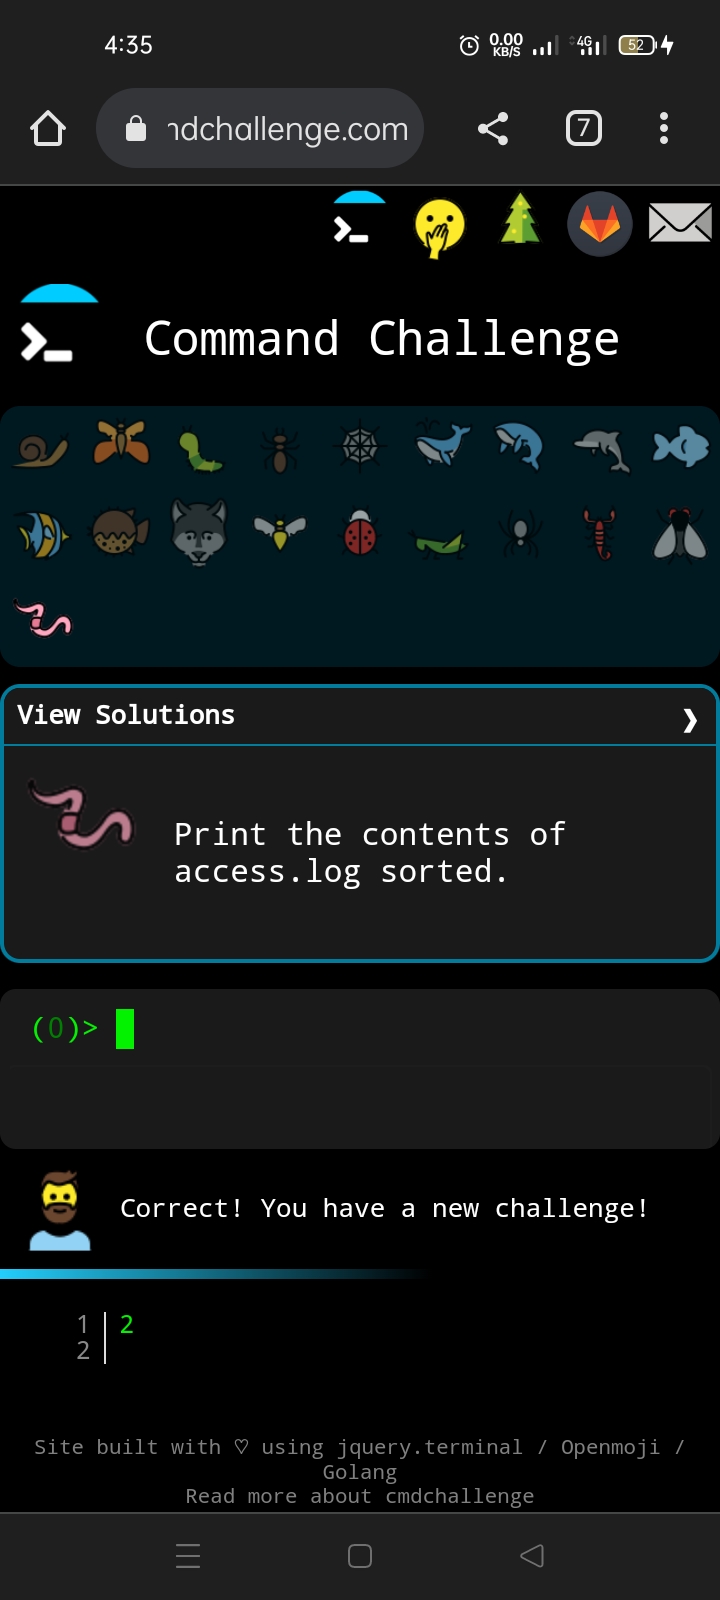 4:35
0.00
KB/S
4G
52
ndchallenge.com
7
Command Challenge
View Solutions
Print the contents of
access.log sorted.
(0)>
Correct! You have a new challenge!
1 2
2
Site built with ♡ using jquery.terminal / Openmoji /
Golang
Read more about cmdchallenge